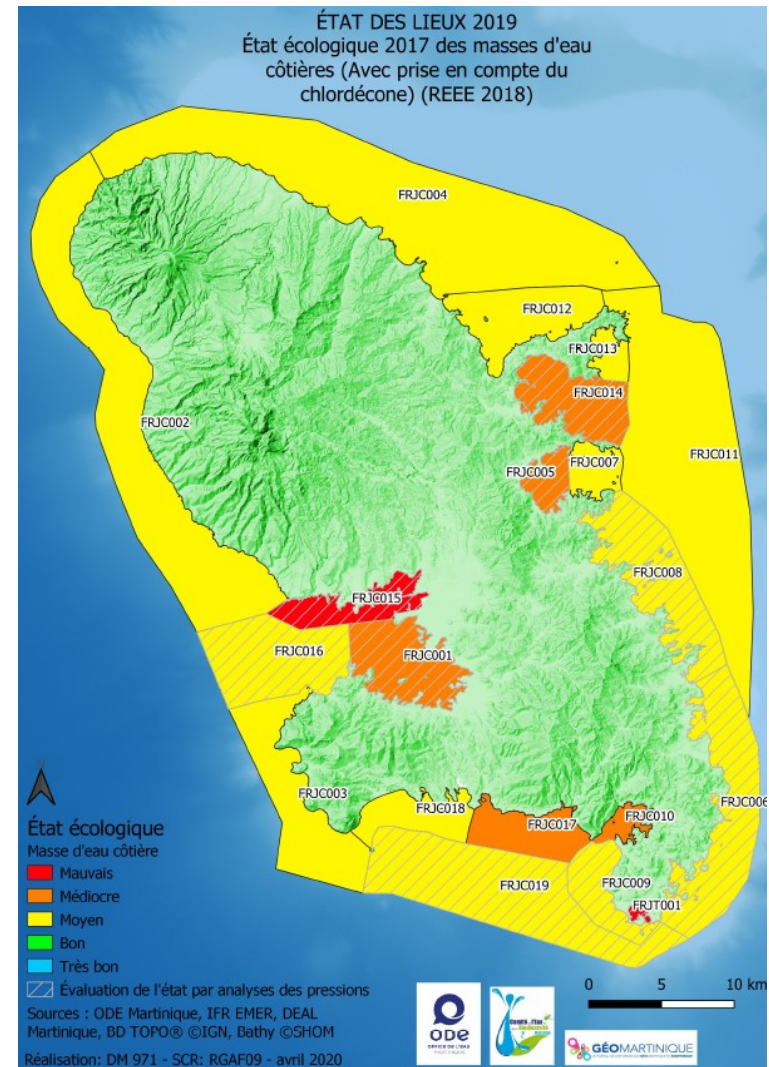 ÉTAT DES LIEUX 2019
État écologique 2017 des masses d'eau
côtières (Avec prise en compte du
chlordécone) (REEE 2018)
FRJC004
FRJC012
FRJC013
FRJC014
FRJC002
FRJC005
FRJC007
FRJC011
FRJC008
FRJC015
FRJC016
FRJC001
FRJC003
FRJC018
FRJC017
FRJC010
FRJC006
FRJC019
FRJC009
FRJT001
État écologique
Masse d'eau côtière
Mauvais
Médiocre
Moyen
Bon
Très bon
Évaluation de l'état par analyses des pressions
0 5 10 km
Sources : ODE Martinique, IFR EMER, DEAL
Martinique, BD TOPO® ©IGN, Bathy ©SHOM
Réalisation: DM 971 - SCR: RGAF09 - avril 2020
ODE
OFFICE DE L'EAU
GÉOMARTINIQUE